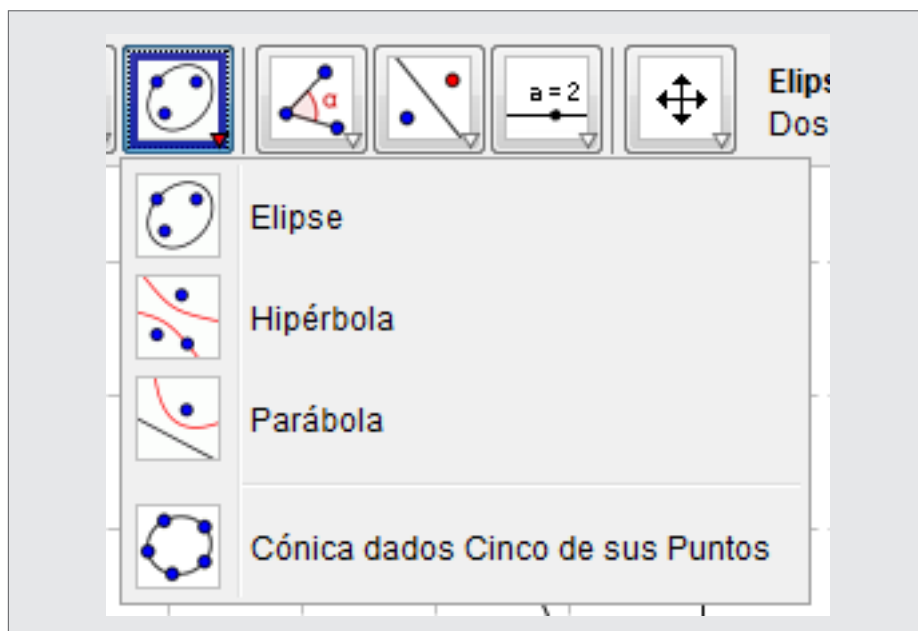 α
a = 2
Elips
Dos
Elipse
Hipérbola
Parábola
Cónica dados Cinco de sus Puntos